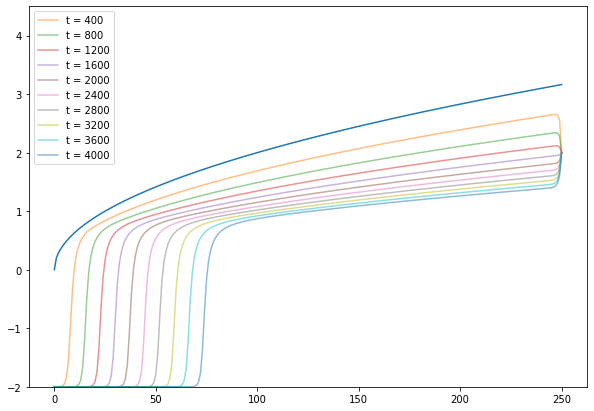 4
3
2
1
0
−1
−2
t = 400
t = 800
t = 1200
t = 1600
t = 2000
t = 2400
t = 2800
t = 3200
t = 3600
t = 4000
0 50 100 150 200 250